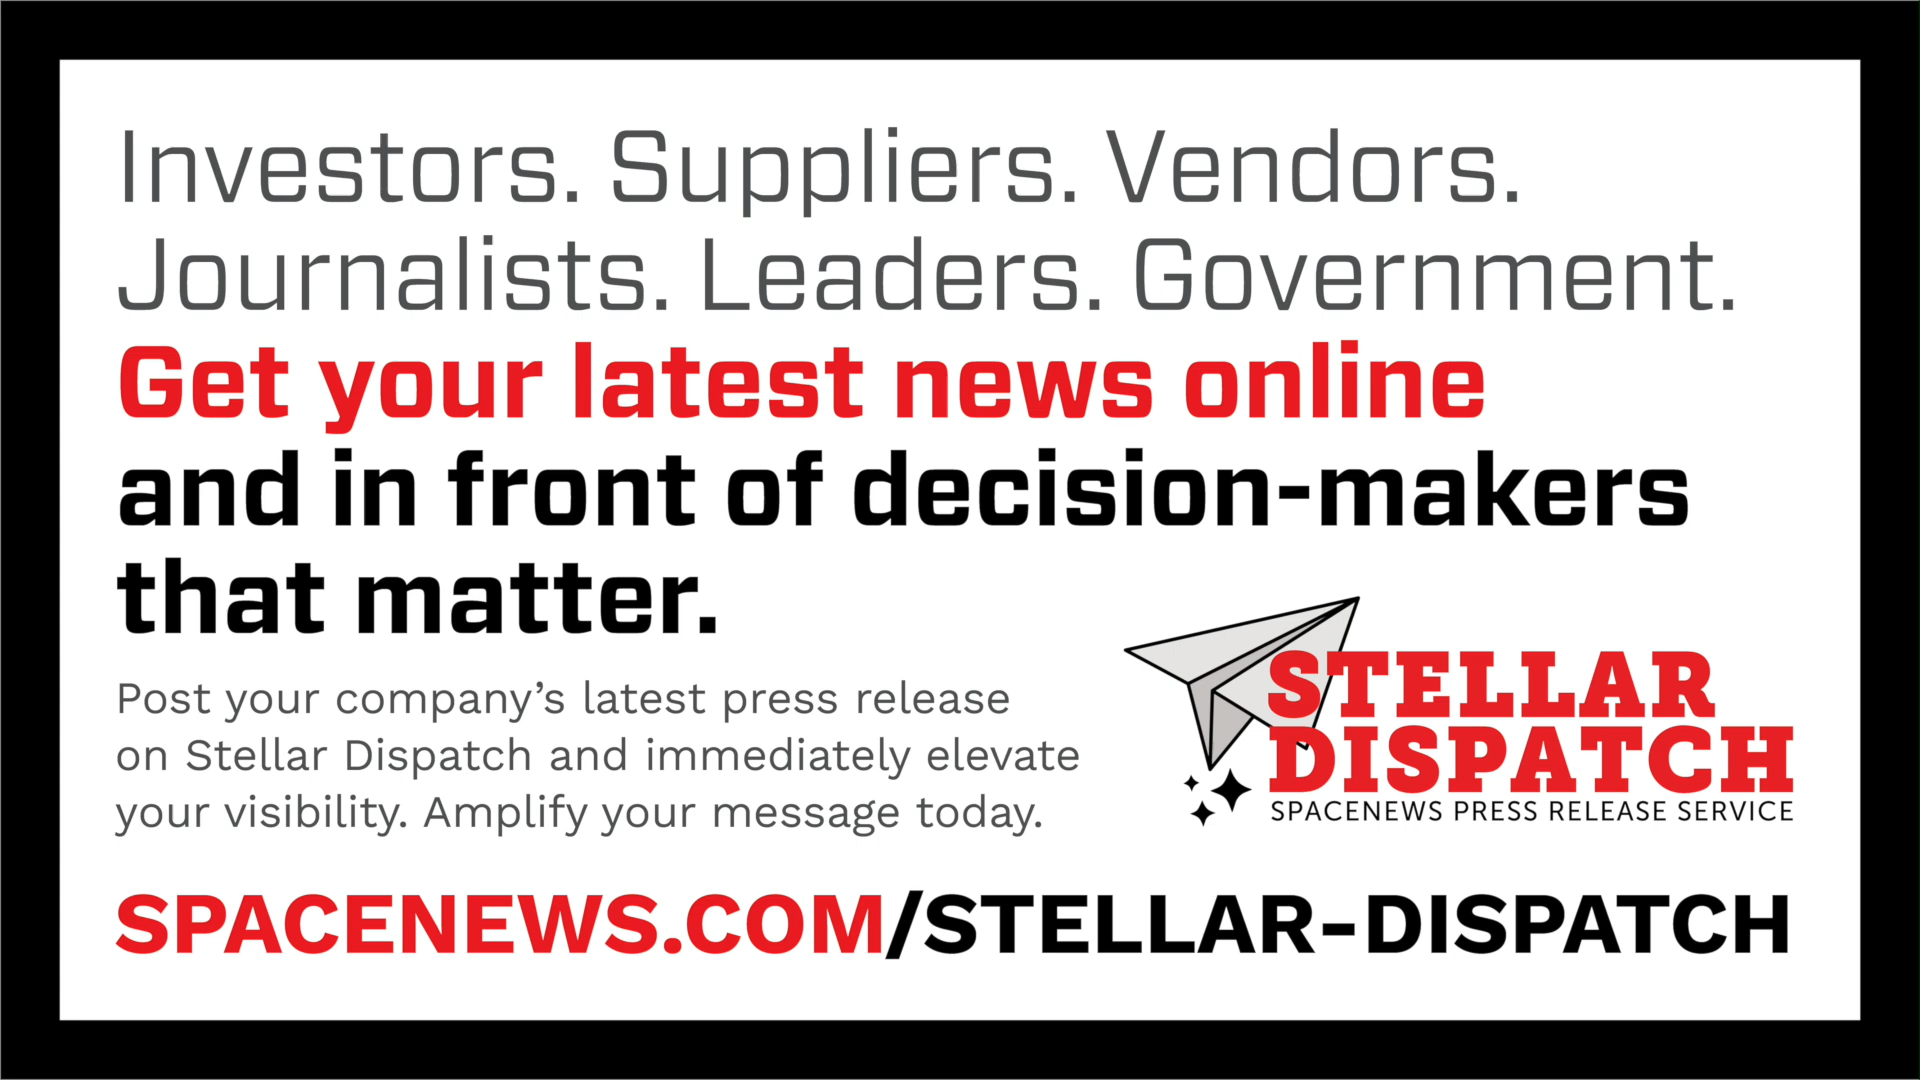 Investors. Suppliers. Vendors.
Journalists. Leaders. Government.
Get your latest news online
and in front of decision-makers
that matter.
Post your company’s latest press release
on Stellar Dispatch and immediately elevate
your visibility. Amplify your message today.
STELLAR
DISPATCH
SPACENEWS PRESS RELEASE SERVICE
SPACENEWS.COM/STELLAR-DISPATCH